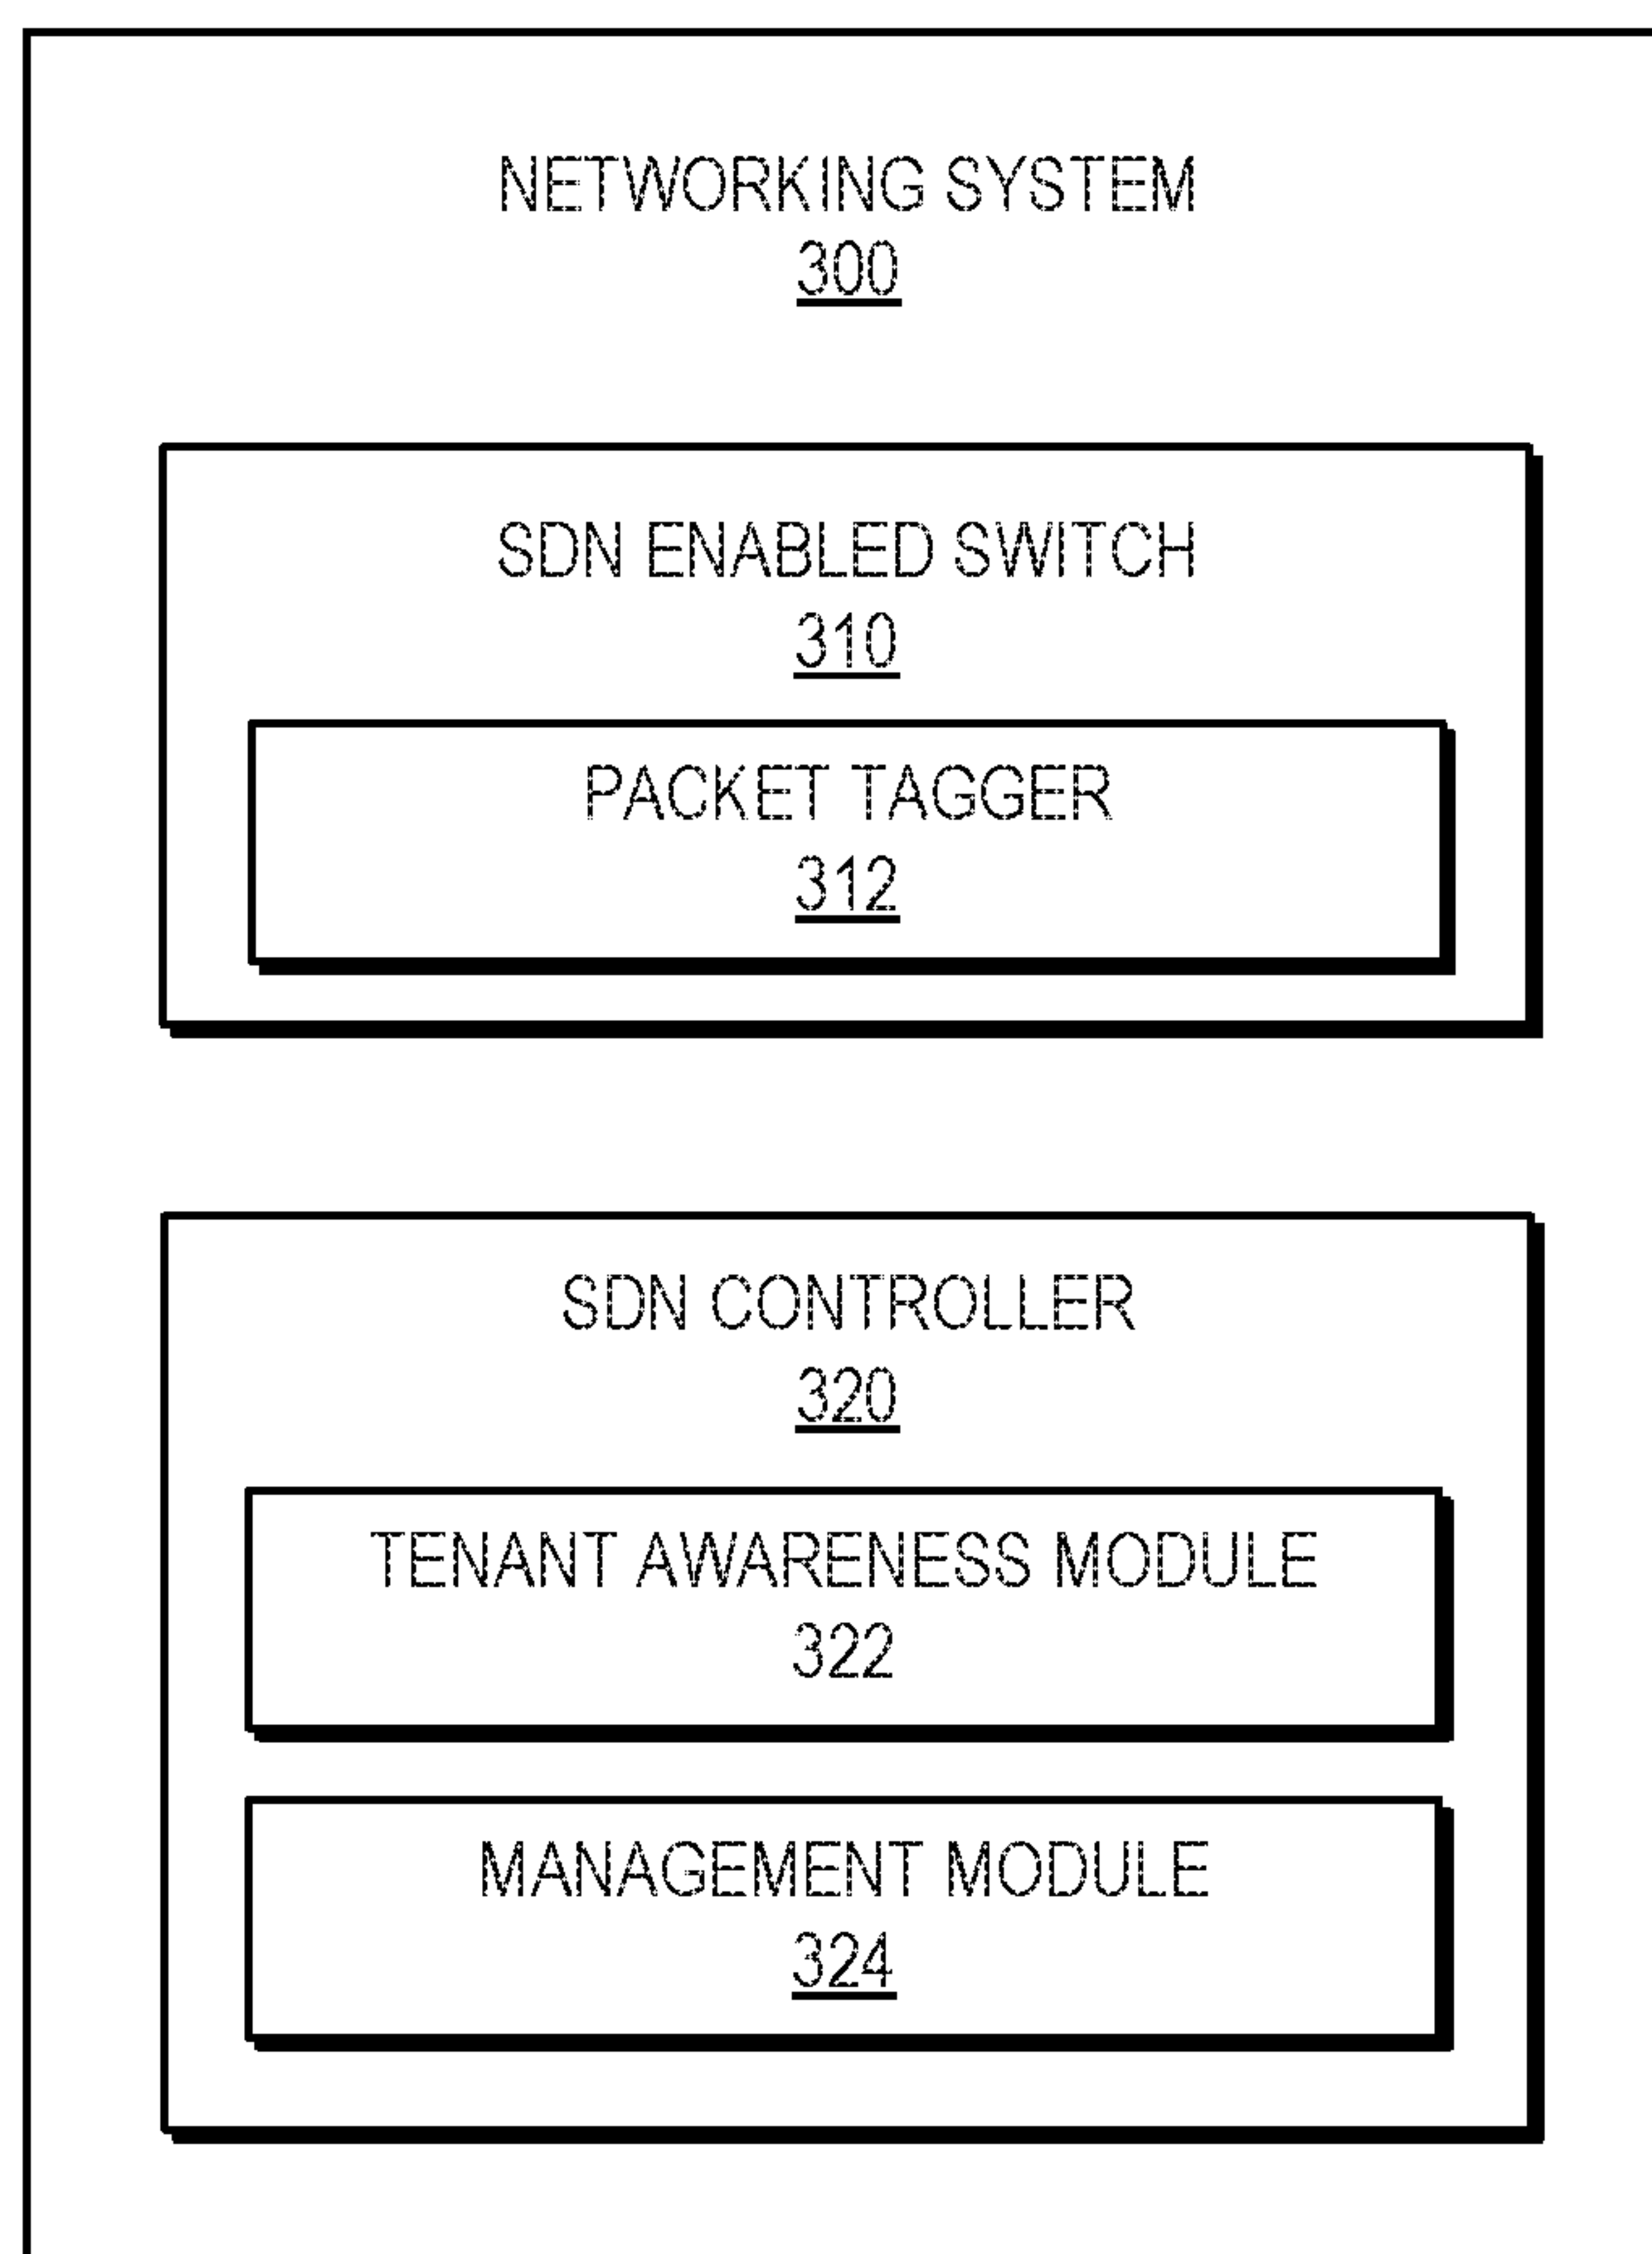 NETWORKING SYSTEM
300
SDN ENABLED SWITCH
310
PACKET TAGGER
312
SDN CONTROLLER
320
TENANT AWARENESS MODULE
322
MANAGEMENT MODULE
324